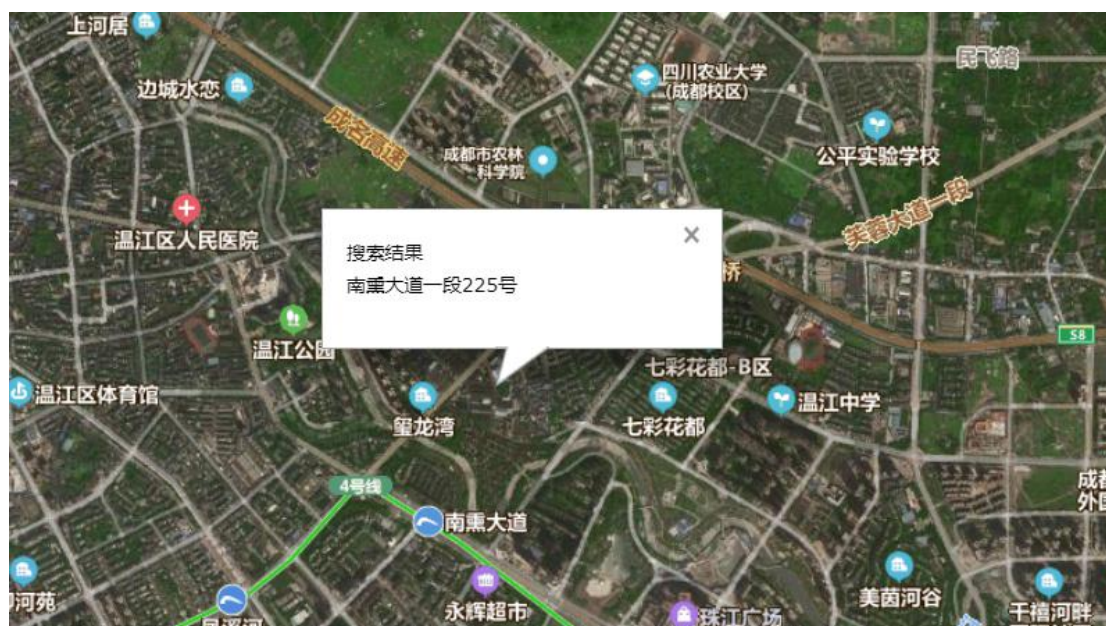 上河居
民飞路
四川农业大学
(成都校区)
边城水恋
成名高速
公平实验学校
成都市农林
科学院
芙蓉大道一段
温江区人民医院
搜索结果
南薰大道一段225号
桥
S8
温江公园
七彩花都-B区
温江区体育馆
温江中学
玺龙湾
七彩花都
4号线
成都
外国
南熏大道
美茵河谷
永辉超市
千禧河畔
珠江广场